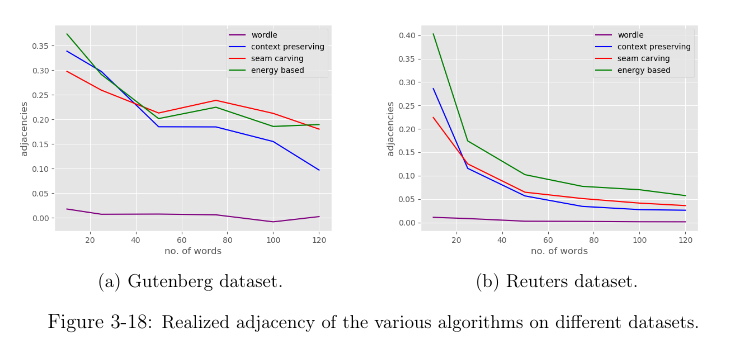 wordle
context preserving
seam carving
energy based
0.35
0.30
0.25
0.20
0.15
0.10
0.05
0.00
adjacencies
20 40 60 80 100 120
no. of words
(a) Gutenberg dataset.
wordle
context preserving
seam carving
energy based
0.40
0.35
0.30
0.25
0.20
0.15
0.10
0.05
0.00
adjacencies
20 40 60 80 100 120
no. of words
(b) Reuters dataset.
Figure 3-18: Realized adjacency of the various algorithms on different datasets.